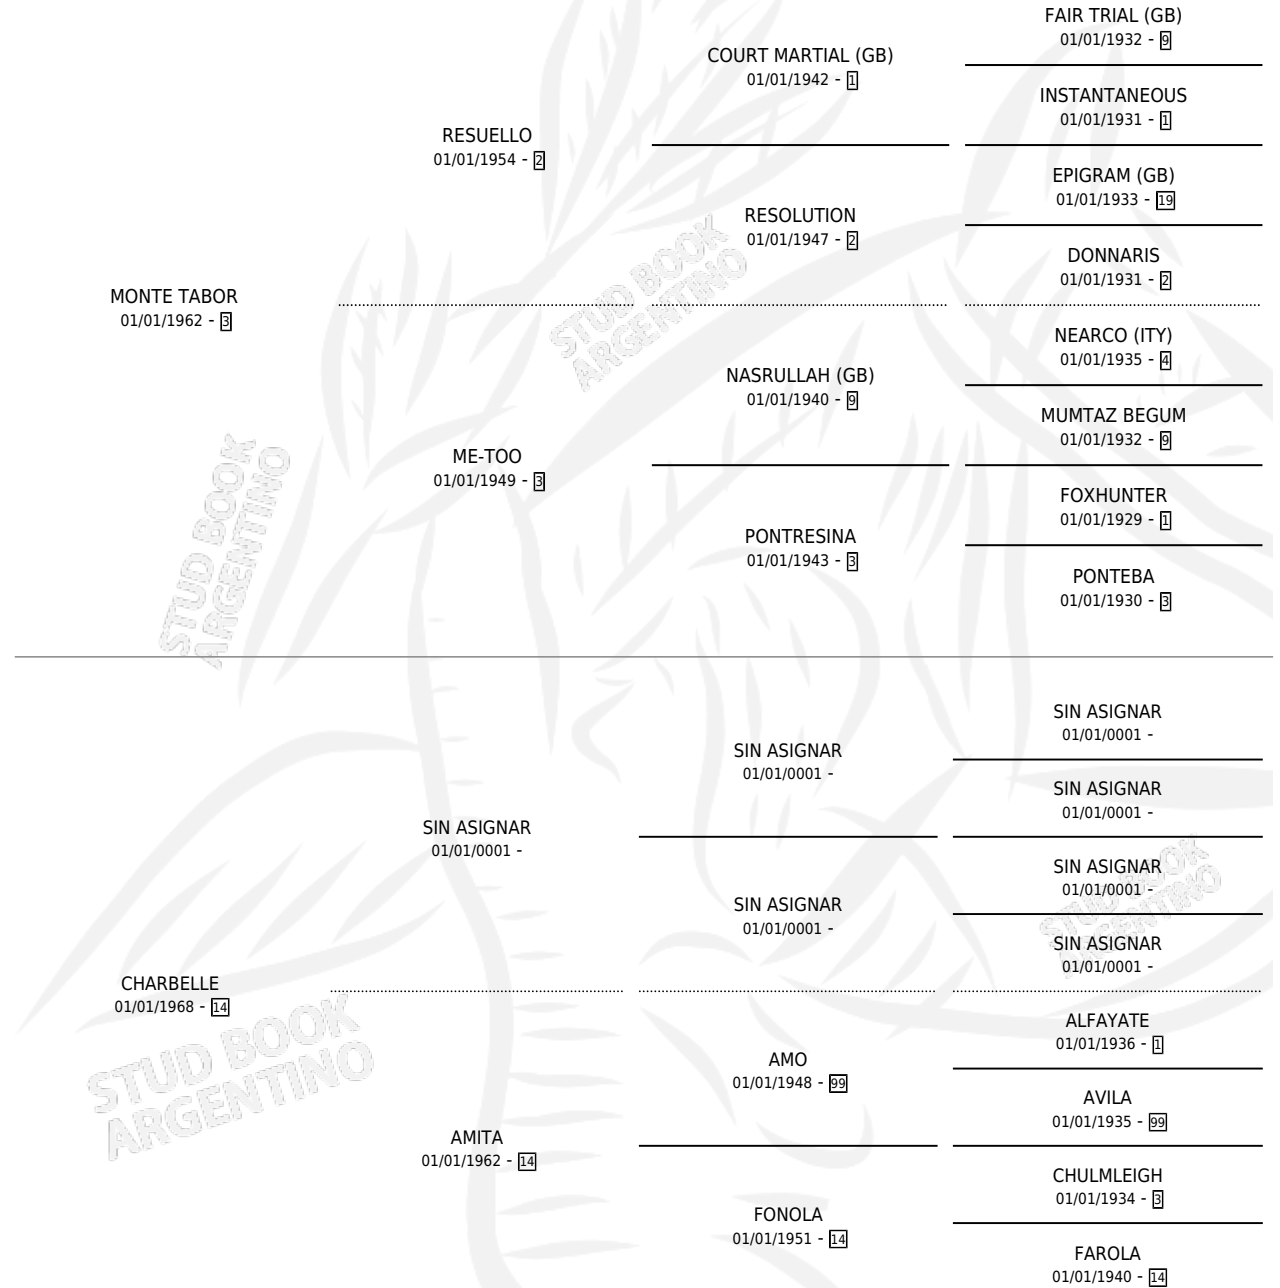 FAIR TRIAL (GB)
01/01/1932 - 9
COURT MARTIAL (GB)
01/01/1942 - 1
INSTANTANEOUS
01/01/1931 - 1
RESUELLO
01/01/1954 - 2
EPIGRAM (GB)
01/01/1933 - 19
RESOLUTION
01/01/1947 - 2
DONNARIS
01/01/1931 - 2
MONTE TABOR
01/01/1962 - 3
NEARCO (ITY)
01/01/1935 - 4
NASRULLAH (GB)
01/01/1940 - 9
MUMTAZ BEGUM
01/01/1932 - 9
ME-TOO
01/01/1949 - 3
FOXHUNTER
01/01/1929 - 1
PONTRESINA
01/01/1943 - 3
PONTEBA
01/01/1930 - 3
STUD BOOK
ARGENTINO
STUD BOOK
ARGENTINO
SIN ASIGNAR
01/01/0001 -
SIN ASIGNAR
01/01/0001 -
SIN ASIGNAR
01/01/0001 -
SIN ASIGNAR
01/01/0001 -
SIN ASIGNAR
01/01/0001 -
SIN ASIGNAR
01/01/0001 -
SIN ASIGNAR
01/01/0001 -
CHARBELLE
01/01/1968 - 14
ALFAYATE
01/01/1936 - 1
AMO
01/01/1948 - 99
AVILA
01/01/1935 - 99
AMITA
01/01/1962 - 14
CHULMLEIGH
01/01/1934 - 3
FONOLA
01/01/1951 - 14
FAROLA
01/01/1940 - 14
STUD BOOK
ARGENTINO
STUD BOOK
ARGENTINO